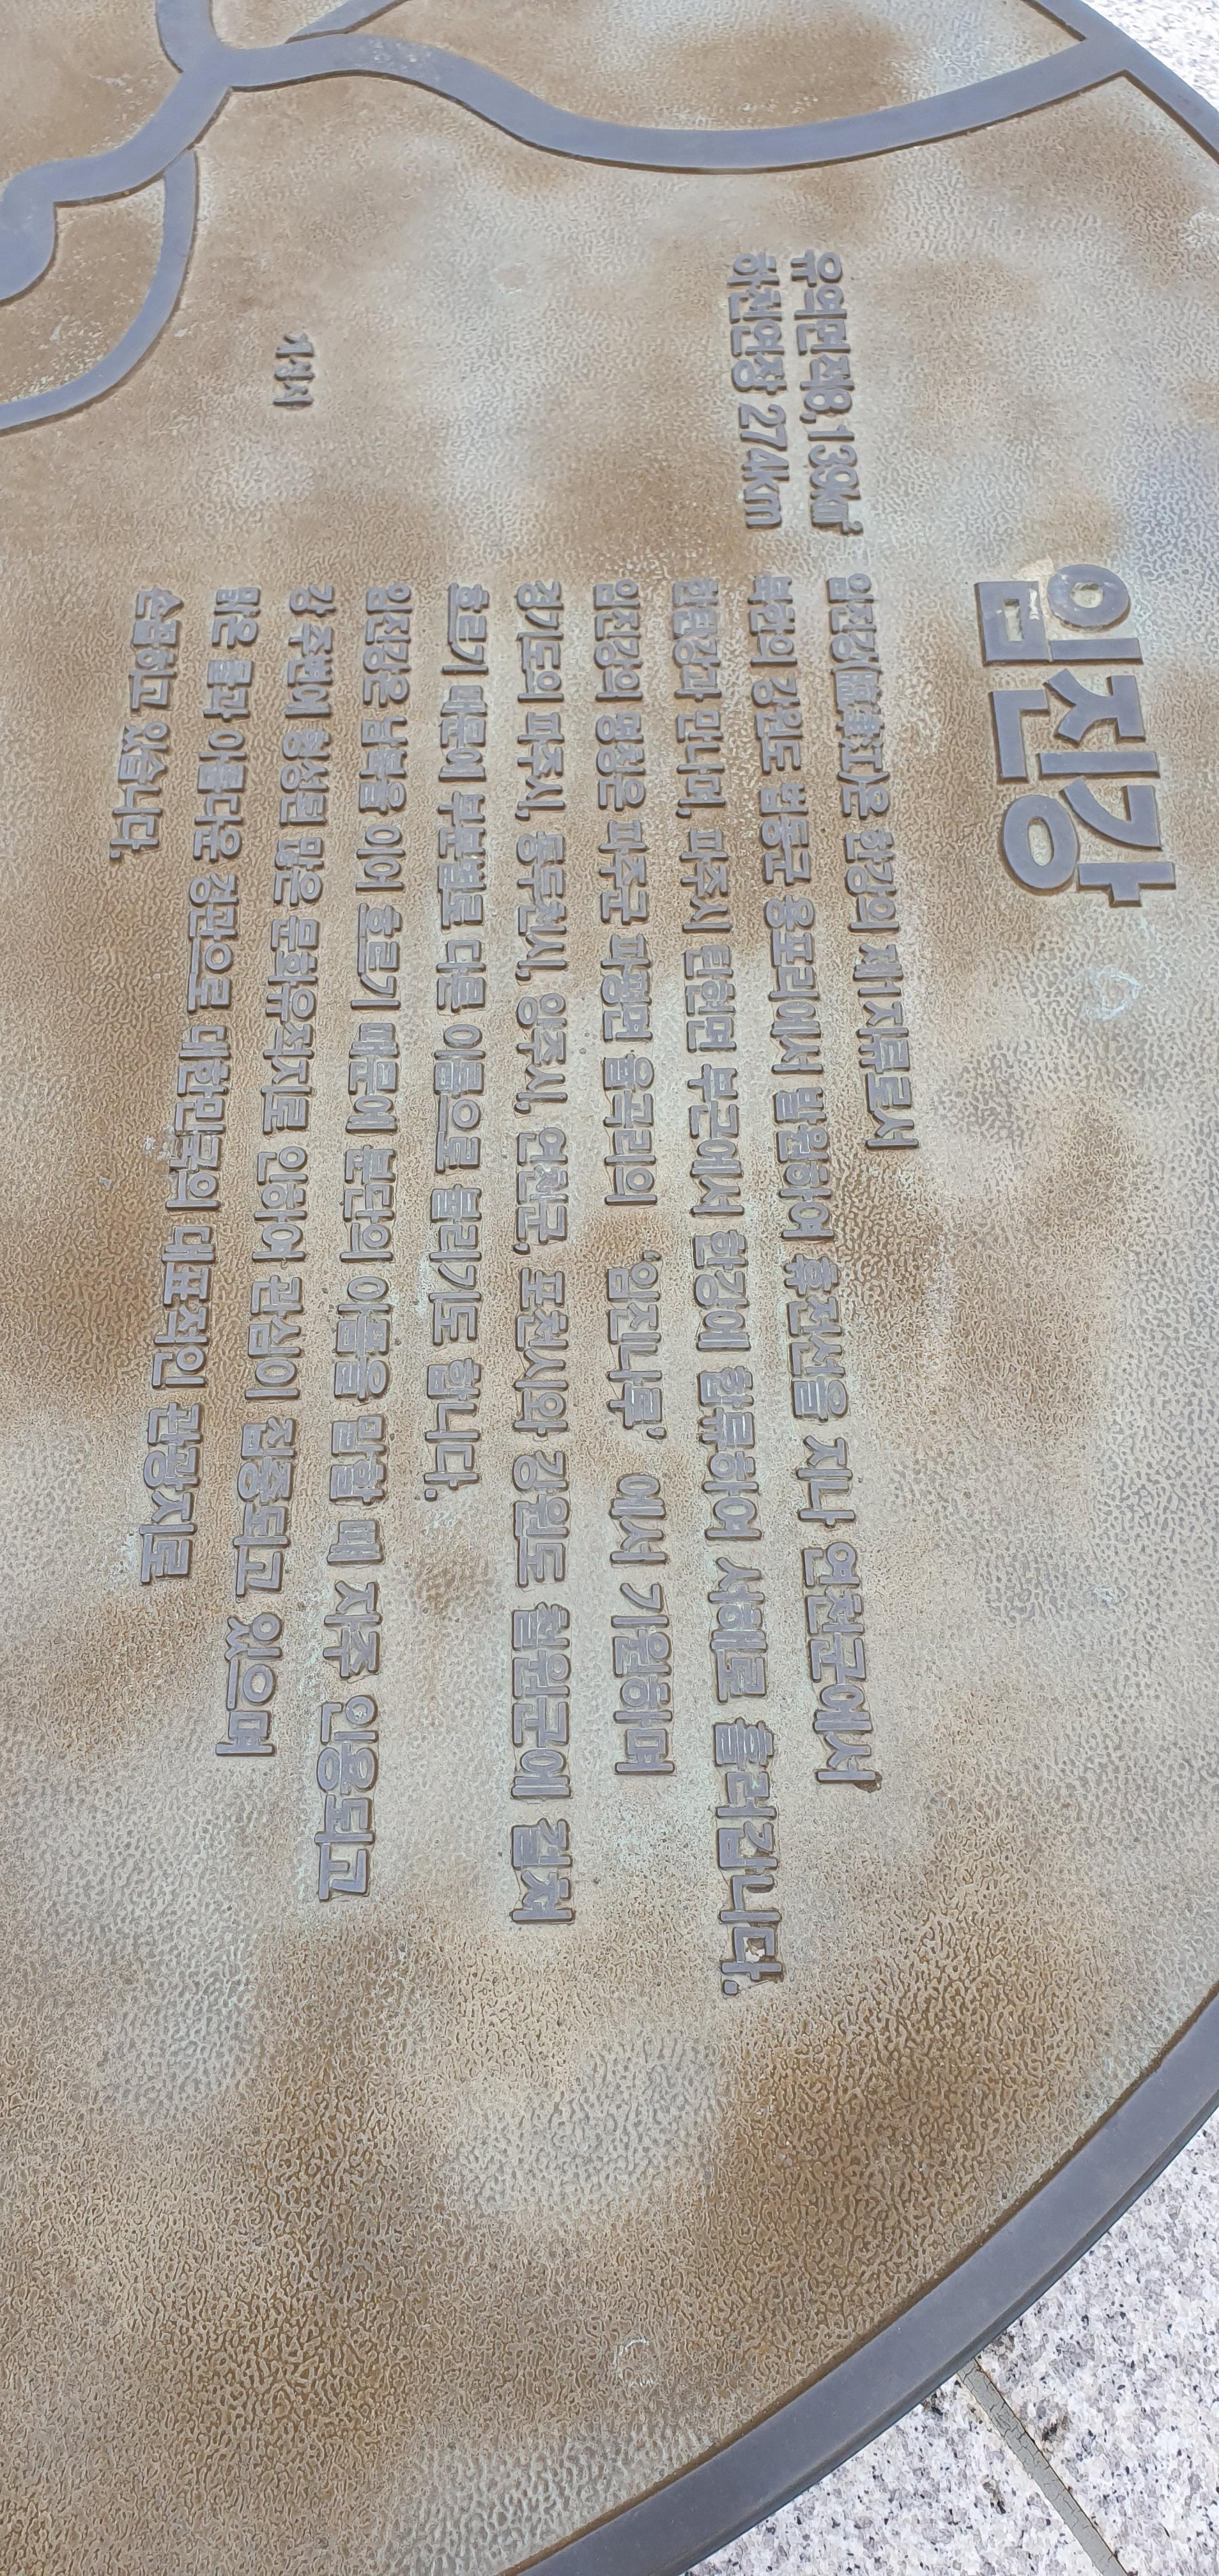 임진강
유역면적8,139㎢
하천연장 274km
임진강(臨津江)은 한강의 제1지류로서
북한의 강원도 법동군 용포리에서 발원하여 휴전선을 지나 연천군에서
한탄강과 만나며, 파주시 탄현면 부근에서 한강에 합류하여 서해로 흘러갑니다.
임진강의 명칭은 파주군 파평면 율곡리의 '임진나루' 에서 기원하며
경기도의 파주시, 동두천시, 양주시, 연천군, 포천시와 강원도 철원군에 걸쳐
흐르기 때문에 부분별로 다른 이름으로 불리기도 합니다.
임진강은 남북을 이어 흐르기 때문에 분단의 아픔을 말할 때 자주 인용되고
강 주변에 형성된 많은 문화유적지로 인하여 관심이 집중되고 있으며
맑은 물과 아름다운 경관으로 대한민국의 대표적인 관광지로
손꼽히고 있습니다.
개성시